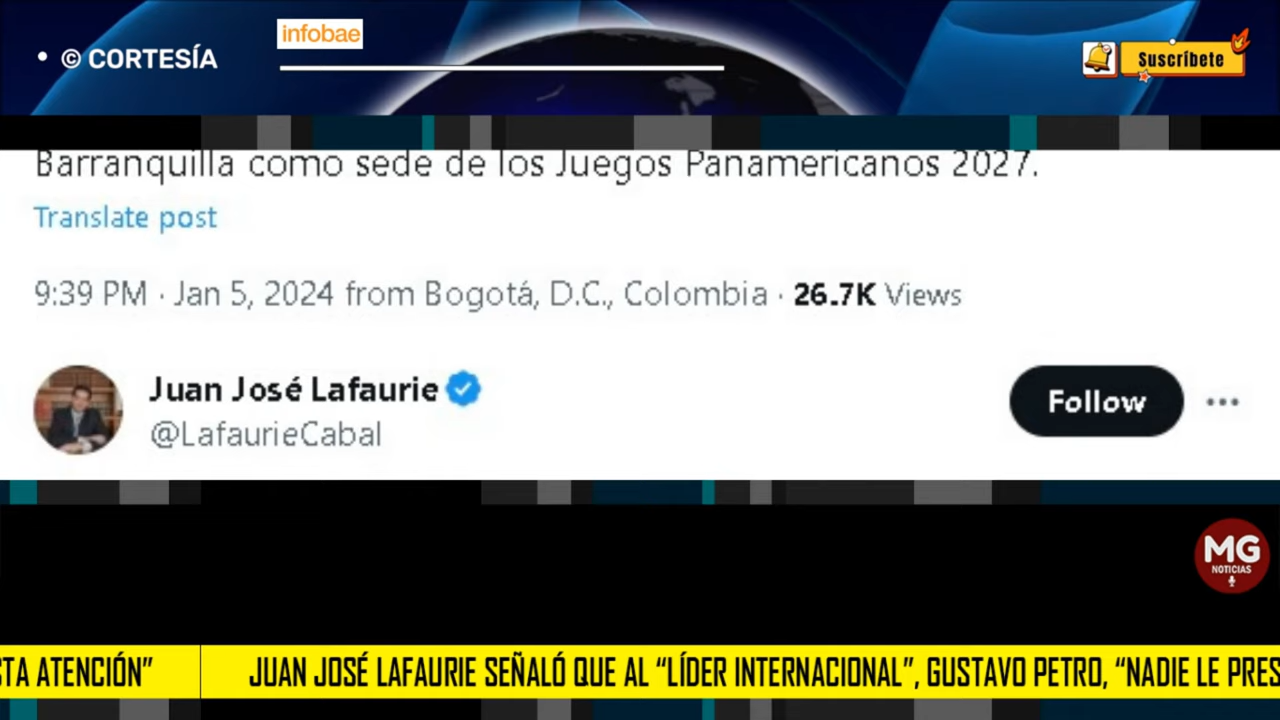 infobae
• © CORTESÍA
Suscríbete
Barranquilla como sede de los Juegos Panamericanos 2027.
Translate post
9:39 PM · Jan 5, 2024 from Bogotá, D.C., Colombia · 26.7K Views
Juan José Lafaurie
Follow
@LafaurieCabal
MG
NOTICIAS
STA ATENCIÓN” JUAN JOSÉ LAFAURIE SEÑALÓ QUE AL “LÍDER INTERNACIONAL”, GUSTAVO PETRO, “NADIE LE PRES